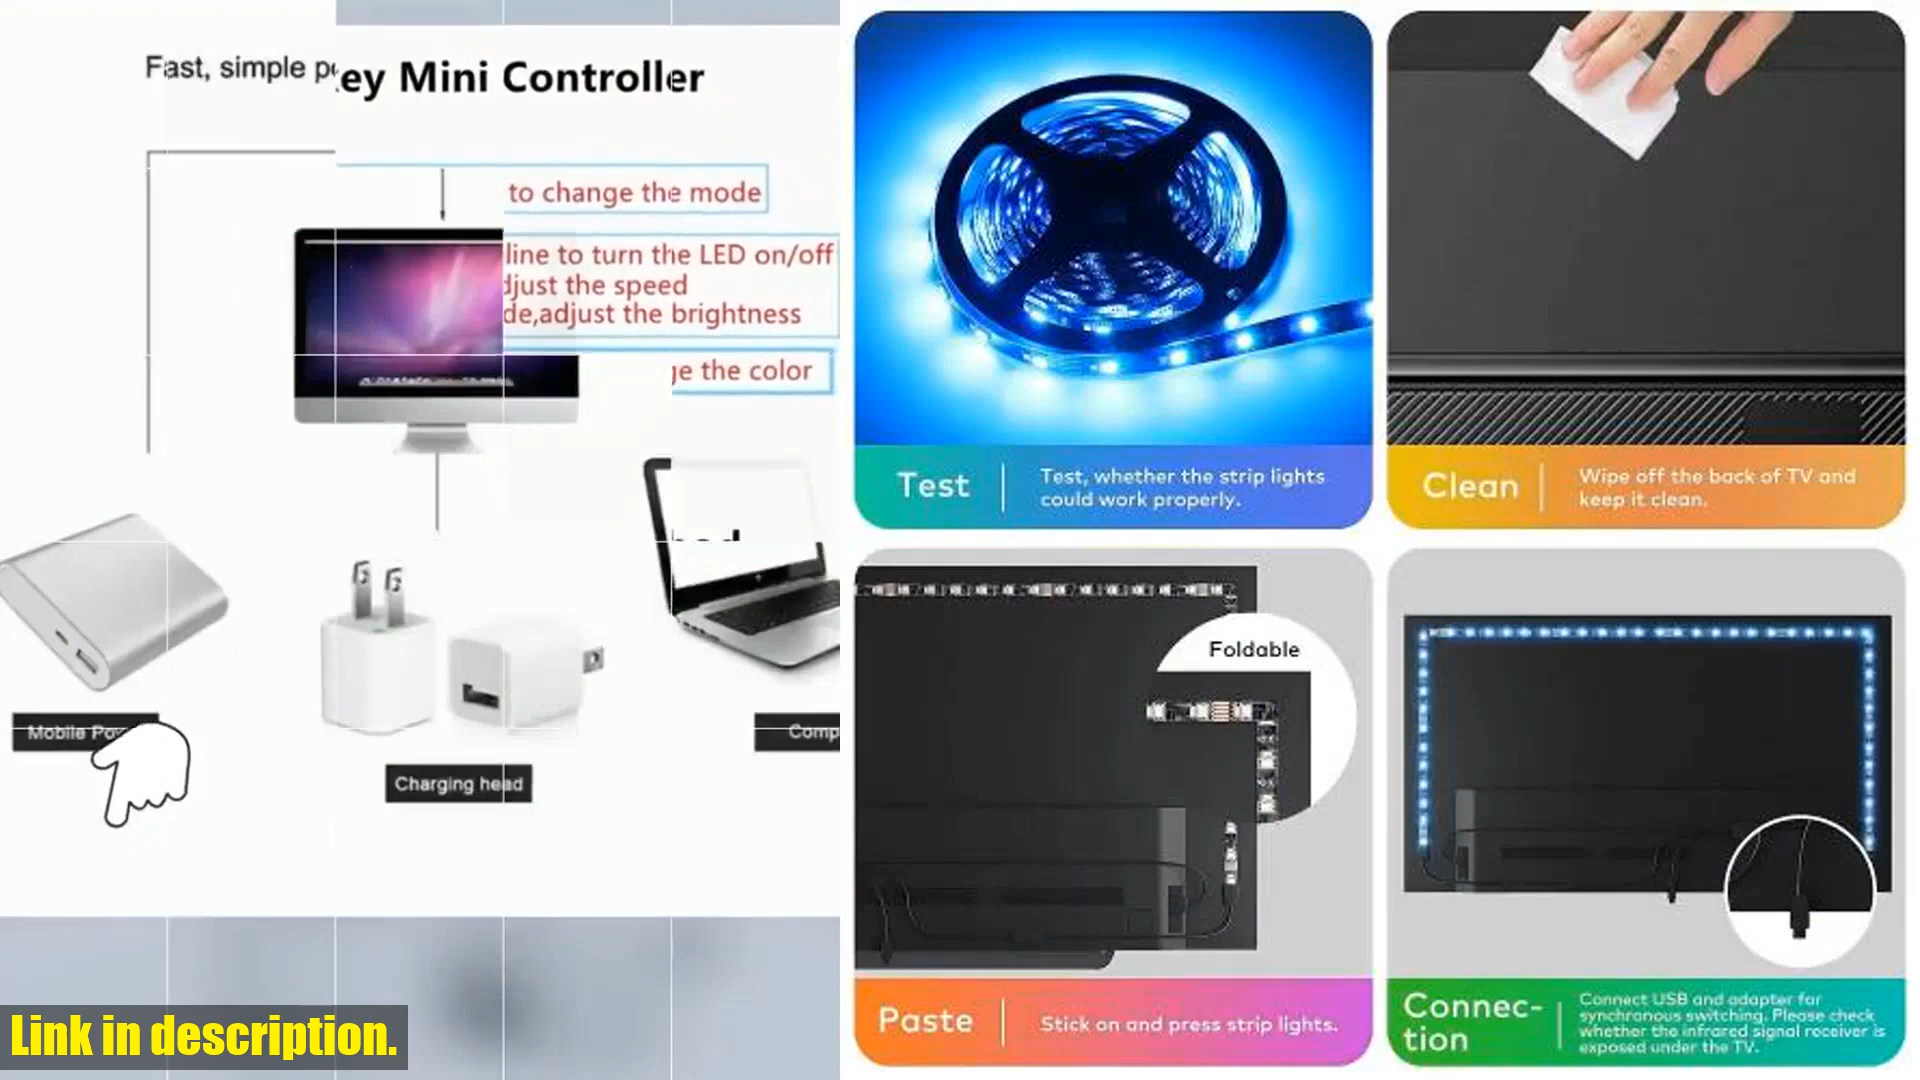 Fast, simple
ey Mini Controller
to change the mode
line to turn the LED on/off
djust the speed
de,adjust the brightness
ge the color
Mobile
Charging head
Test
Test, whether the strip lights
could work properly.
Clean
Wipe off the back of TV and
keep it clean.
Foldable
Paste
Stick on and press strip lights.
Connec-
tion
Connect USB and adapter for
synchronous switching. Please check
whether the infrared signal receiver is
exposed under the TV.
Link in description.